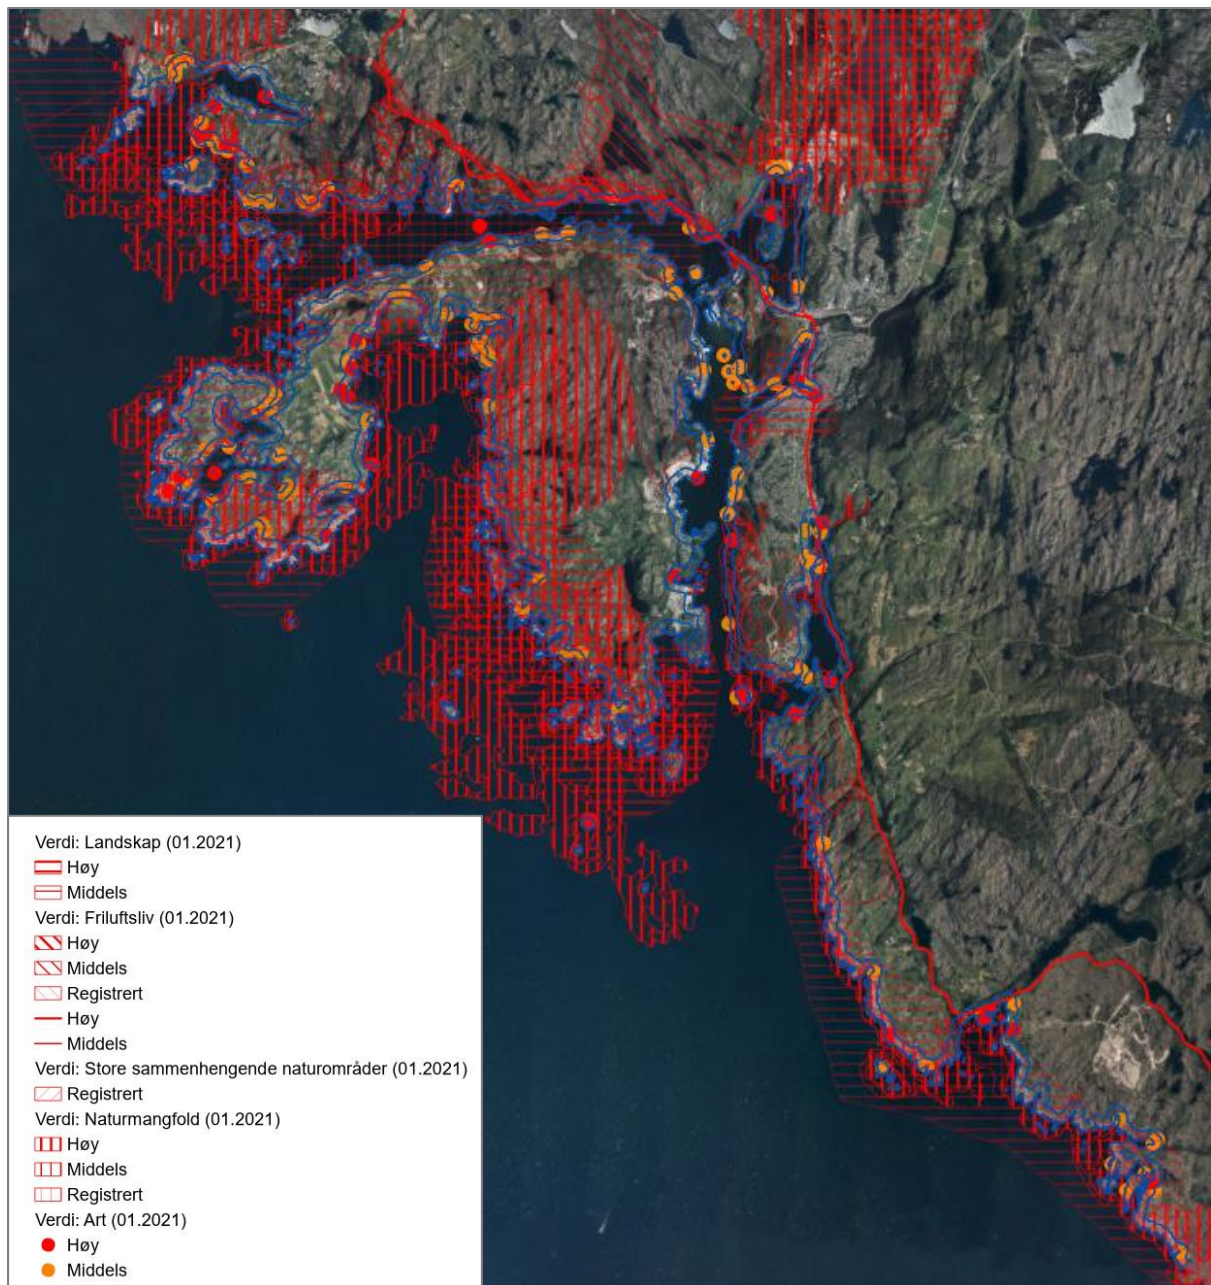 Verdi: Landskap (01.2021)
Høy
Middels
Verdi: Friluftsliv (01.2021)
Høy
Middels
Registrert
Høy
Middels
Verdi: Store sammenhengende naturområder (01.2021)
Registrert
Verdi: Naturmangfold (01.2021)
Høy
Middels
Registrert
Verdi: Art (01.2021)
Høy
Middels